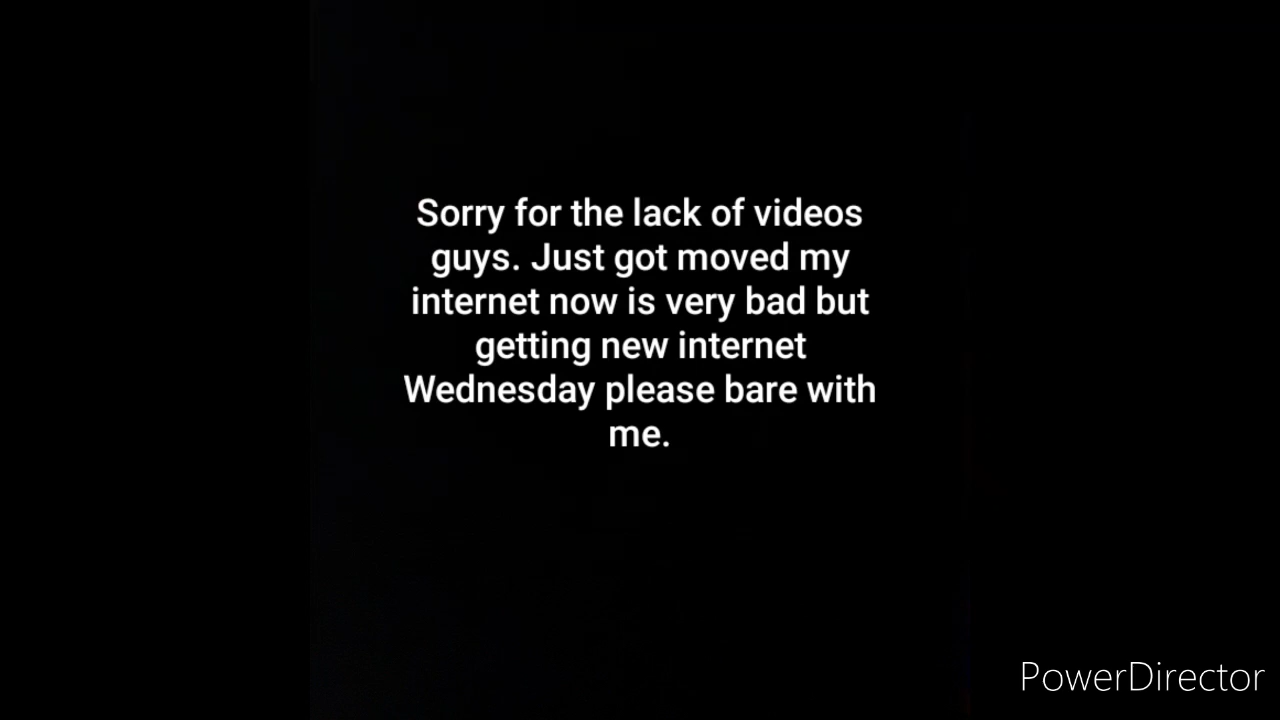 Sorry for the lack of videos
guys. Just got moved my
internet now is very bad but
getting new internet
Wednesday please bare with
me.
PowerDirector